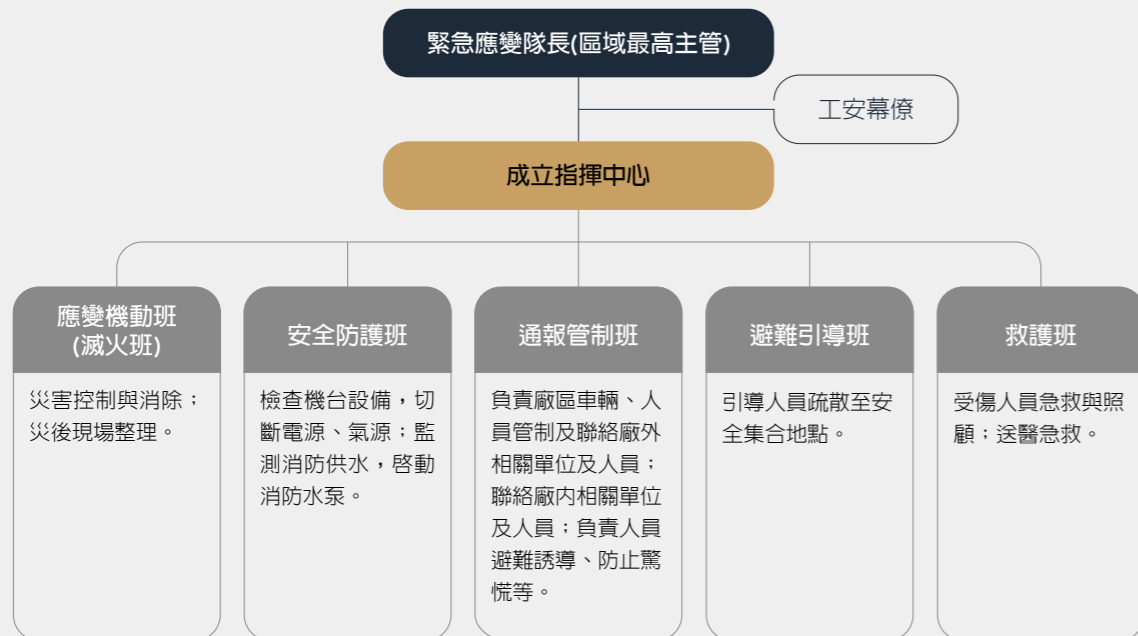 緊急應變隊長(區域最高主管)
工安幕僚
成立指揮中心
應變機動班
(滅火班)
災害控制與消除；
災後現場整理。
安全防護班
檢查機台設備，切
斷電源、氣源；監
測消防供水，啓動
消防水泵。
通報管制班
負責廠區車輛、人
員管制及聯絡廠外
相關單位及人員；
聯絡廠內相關單位
及人員；負責人員
避難誘導、防止驚
慌等。
避難引導班
引導人員疏散至安
全集合地點。
救護班
受傷人員急救與照
顧；送醫急救。